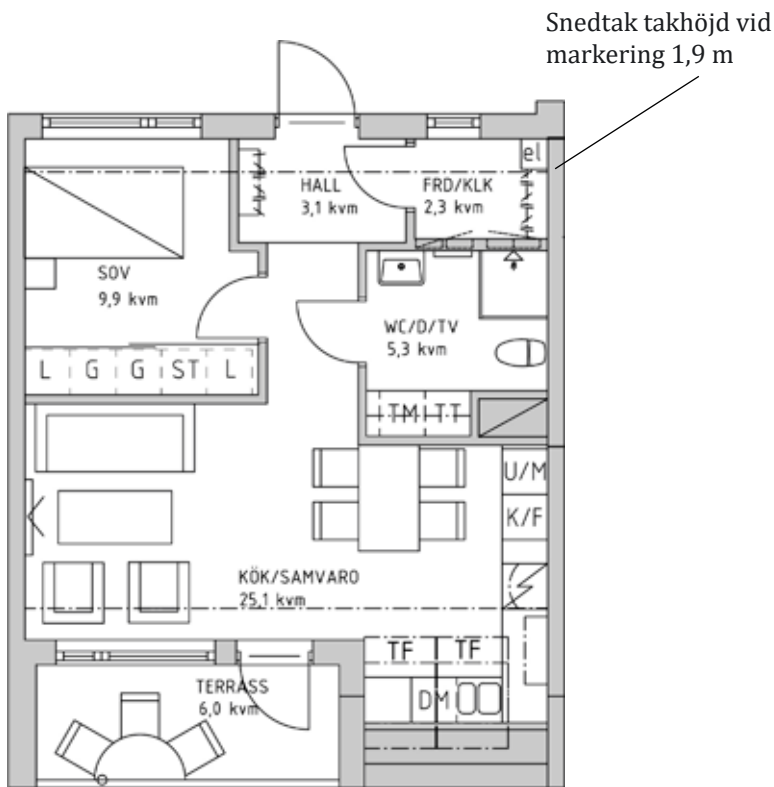 Snedtak takhöjd vid
markering 1,9 m
el
HALL
3,1 kvm
FRD/KLK
2,3 kvm
SOV
9,9 kvm
WC/D/TV
5,3 kvm
L G G ST L
TM TT
U/M
K/F
KÖK/SAMVARO
25,1 kvm
TF TF
TERRASS
6,0 kvm
DM